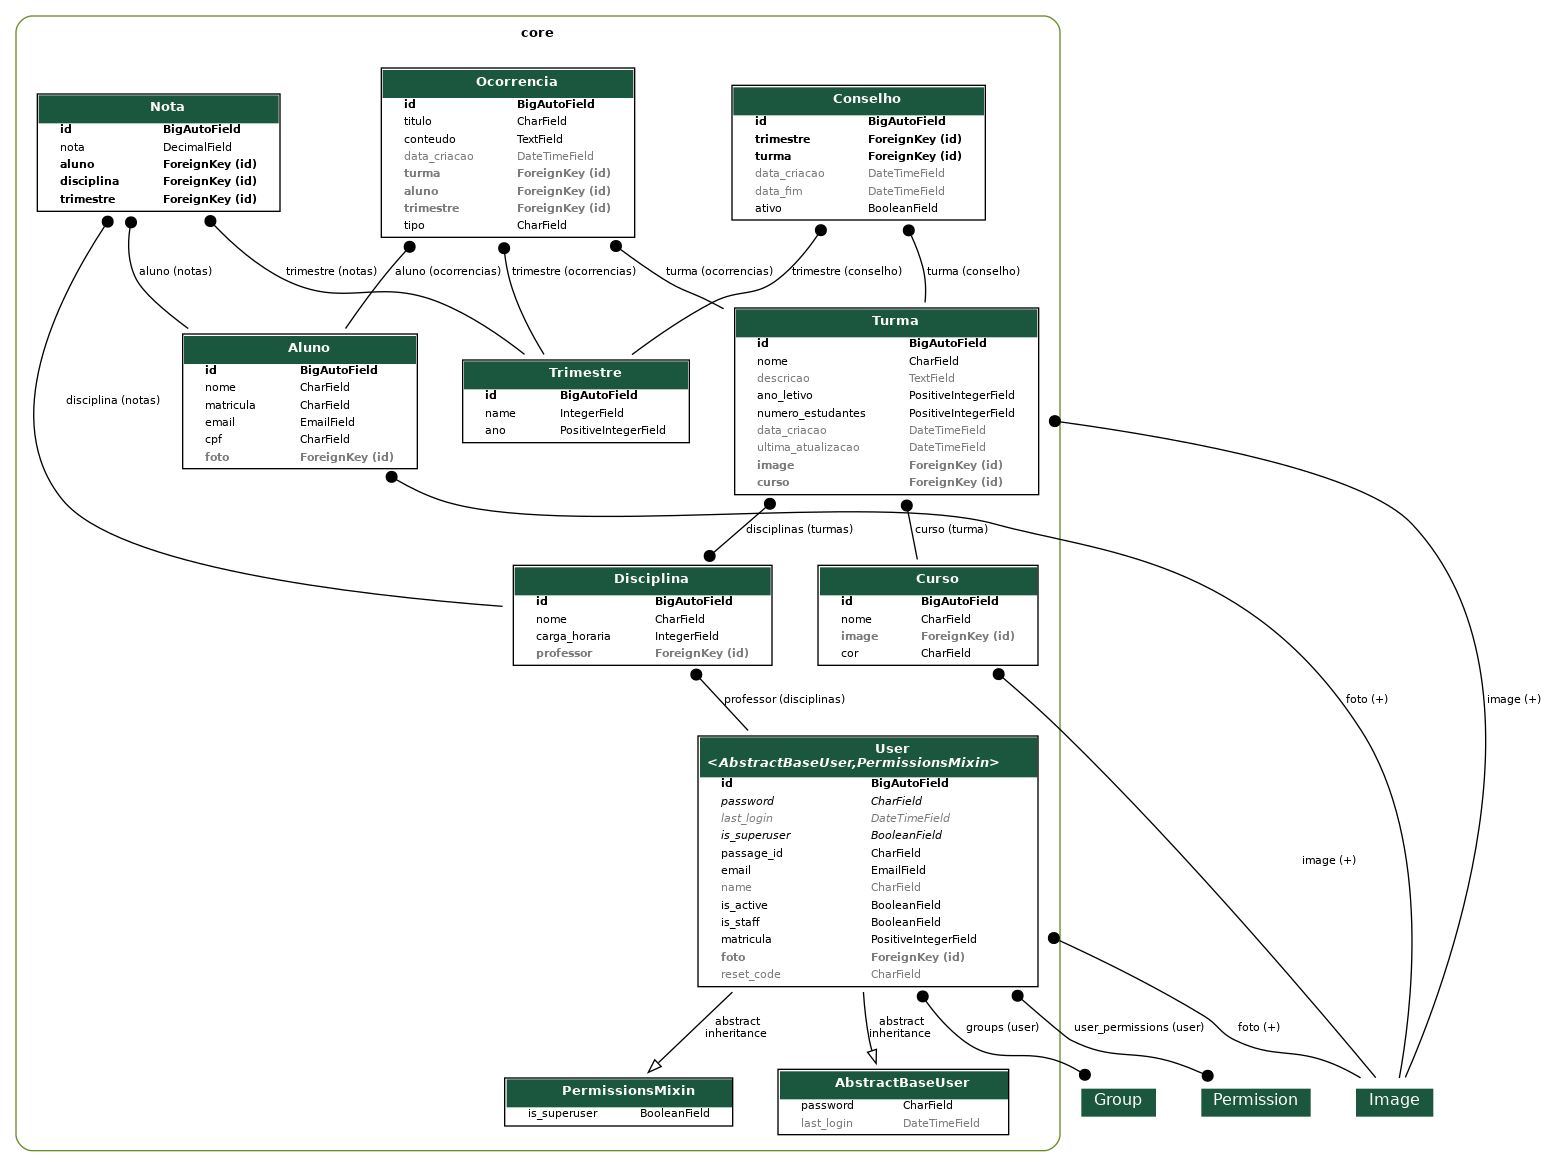 core
Nota
id BigAutoField
nota DecimalField
aluno ForeignKey (id)
disciplina ForeignKey (id)
trimestre ForeignKey (id)
Ocorrencia
id BigAutoField
titulo CharField
conteudo TextField
data_criacao DateTimeField
turma ForeignKey (id)
aluno ForeignKey (id)
trimestre ForeignKey (id)
tipo CharField
Conselho
id BigAutoField
trimestre ForeignKey (id)
turma ForeignKey (id)
data_criacao DateTimeField
data_fim DateTimeField
ativo BooleanField
aluno (notas)
trimestre (notas)
aluno (ocorrencias)
trimestre (ocorrencias)
turma (ocorrencias)
trimestre (conselho)
turma (conselho)
disciplina (notas)
Aluno
id BigAutoField
nome CharField
matricula CharField
email EmailField
cpf CharField
foto ForeignKey (id)
Trimestre
id BigAutoField
name IntegerField
ano PositiveIntegerField
Turma
id BigAutoField
nome CharField
descricao TextField
ano_letivo PositiveIntegerField
numero_estudantes PositiveIntegerField
data_criacao DateTimeField
ultima_atualizacao DateTimeField
image ForeignKey (id)
curso ForeignKey (id)
disciplinas (turmas)
curso (turma)
Disciplina
id BigAutoField
nome CharField
carga_horaria IntegerField
professor ForeignKey (id)
Curso
id BigAutoField
nome CharField
image ForeignKey (id)
cor CharField
professor (disciplinas)
foto (+)
image (+)
User
<AbstractBaseUser,PermissionsMixin>
id BigAutoField
password CharField
last_login DateTimeField
is_superuser BooleanField
passage_id CharField
email EmailField
name CharField
is_active BooleanField
is_staff BooleanField
matricula PositiveIntegerField
foto ForeignKey (id)
reset_code CharField
image (+)
abstract
inheritance
abstract
inheritance
groups (user)
user_permissions (user)
foto (+)
PermissionsMixin
is_superuser BooleanField
AbstractBaseUser
password CharField
last_login DateTimeField
Group
Permission
Image